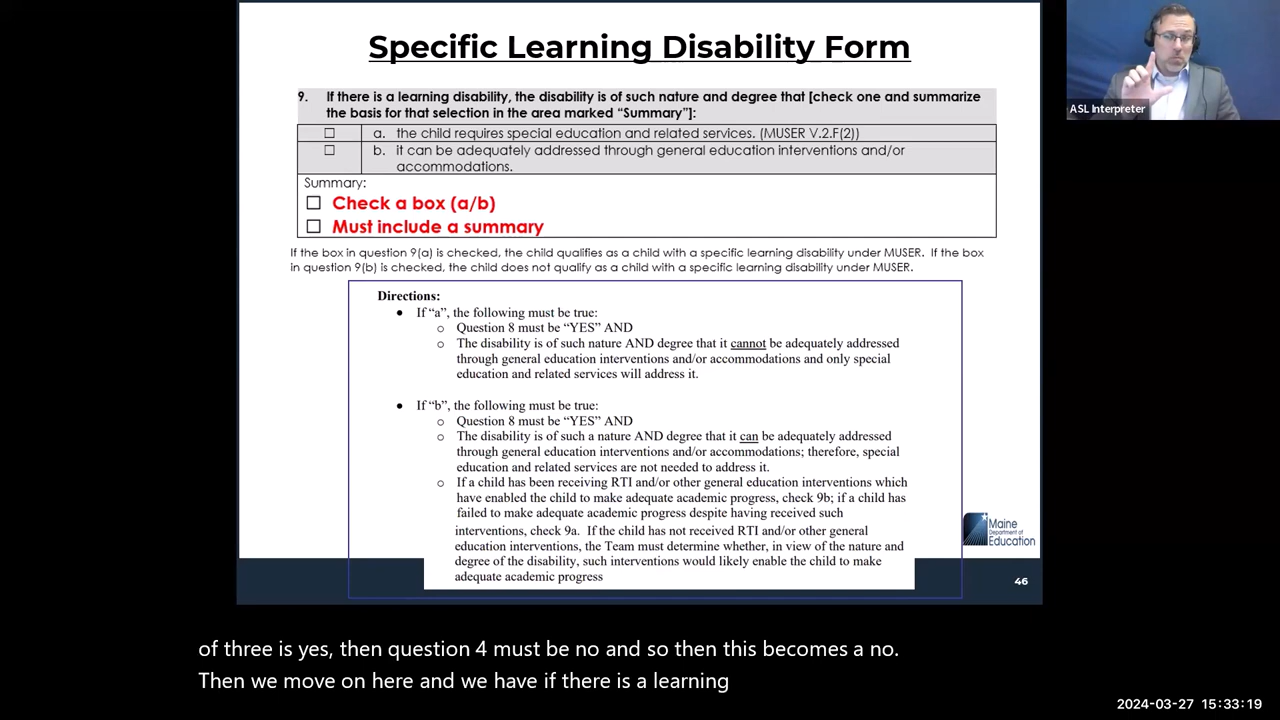 Specific Learning Disability Form
9. If there is a learning disability, the disability is of such nature and degree that [check one and summarize
the basis for that selection in the area marked “Summary”]:
☐ a. the child requires special education and related services. (MUSER V.2.F(2))
☐ b. it can be adequately addressed through general education interventions and/or
accommodations.
Summary:
☐ Check a box (a/b)
☐ Must include a summary
If the box in question 9(a) is checked, the child qualifies as a child with a specific learning disability under MUSER. If the box
in question 9(b) is checked, the child does not qualify as a child with a specific learning disability under MUSER.
Directions:
● If “a”, the following must be true:
o Question 8 must be “YES” AND
o The disability is of such nature AND degree that it cannot be adequately addressed
through general education interventions and/or accommodations and only special
education and related services will address it.
● If “b”, the following must be true:
o Question 8 must be “YES” AND
o The disability is of such a nature AND degree that it can be adequately addressed
through general education interventions and/or accommodations; therefore, special
education and related services are not needed to address it.
o If a child has been receiving RTI and/or other general education interventions which
have enabled the child to make adequate academic progress, check 9b; if a child has
failed to make adequate academic progress despite having received such
interventions, check 9a. If the child has not received RTI and/or other general
education interventions, the Team must determine whether, in view of the nature and
degree of the disability, such interventions would likely enable the child to make
adequate academic progress
Maine
Department of
Education
46
ASL Interpreter
of three is yes, then question 4 must be no and so then this becomes a no.
Then we move on here and we have if there is a learning
2024-03-27 15:33:19